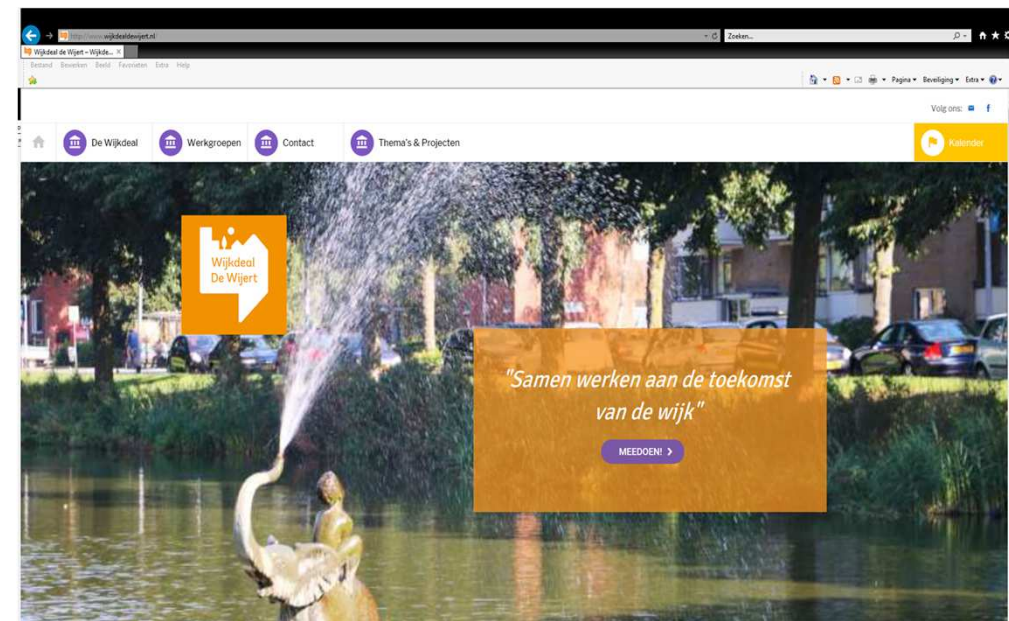 http://www.wijkdealdewijert.nl
Zoeken...
Wijkdeal de Wijert – Wijkde... X
Bestand Bewerken Beeld Favorieten Extra Help
Pagina Beveiliging Extra
Volg ons:
De Wijkdeal Werkgroepen Contact Thema's & Projecten Kalender
Wijkdeal
De Wijert
"Samen werken aan de toekomst
van de wijk"
MEEDOEN!